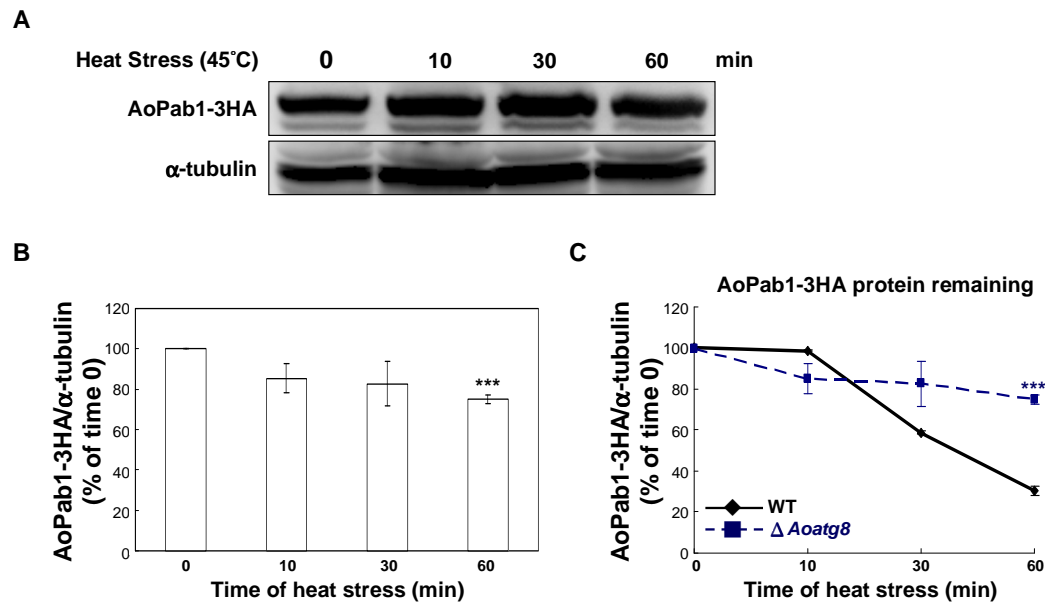 A
Heat Stress (45°C) 0 10 30 60 min
AoPab1-3HA
α-tubulin
B
AoPab1-3HA/α-tubulin
(% of time 0)
120
100
80
60
40
20
0
***
0 10 30 60
Time of heat stress (min)
C
AoPab1-3HA protein remaining
AoPab1-3HA/α-tubulin
(% of time 0)
120
100
80
60
40
20
0
***
WT
Δ Aoatg8
0 10 30 60
Time of heat stress (min)